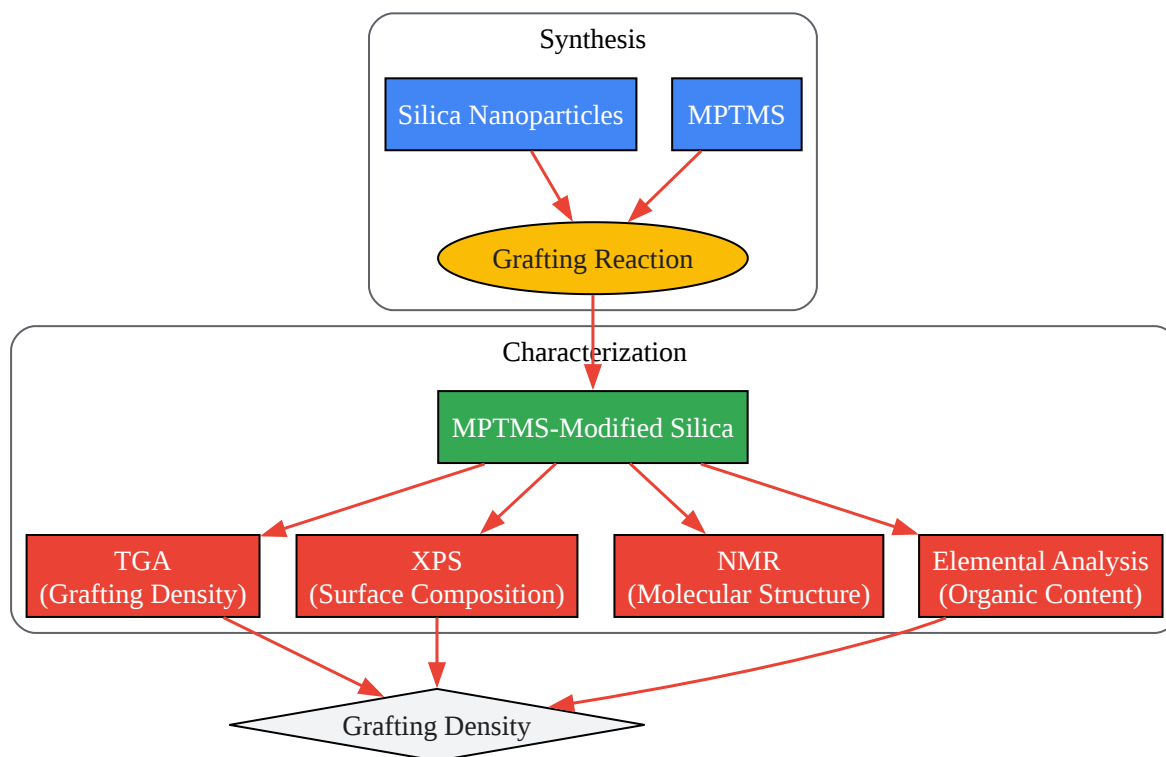 Synthesis
Silica Nanoparticles
MPTMS
Grafting Reaction
Characterization
MPTMS-Modified Silica
TGA
(Grafting Density)
XPS
(Surface Composition)
NMR
(Molecular Structure)
Elemental Analysis
(Organic Content)
Grafting Density